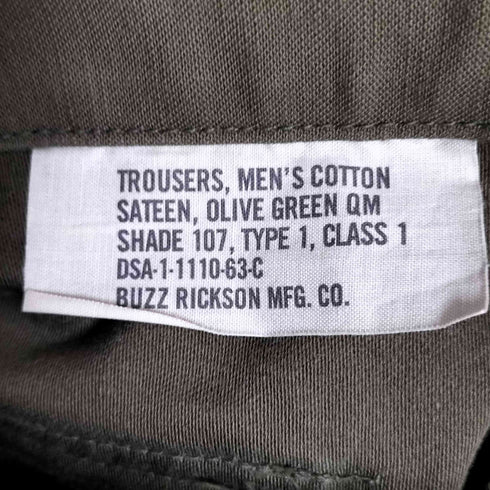 TROUSERS, MEN'S COTTON
SATEEN, OLIVE GREEN QM
SHADE 107, TYPE 1, CLASS 1
DSA-1-1110-63-C
BUZZ RICKSON MFG. CO.